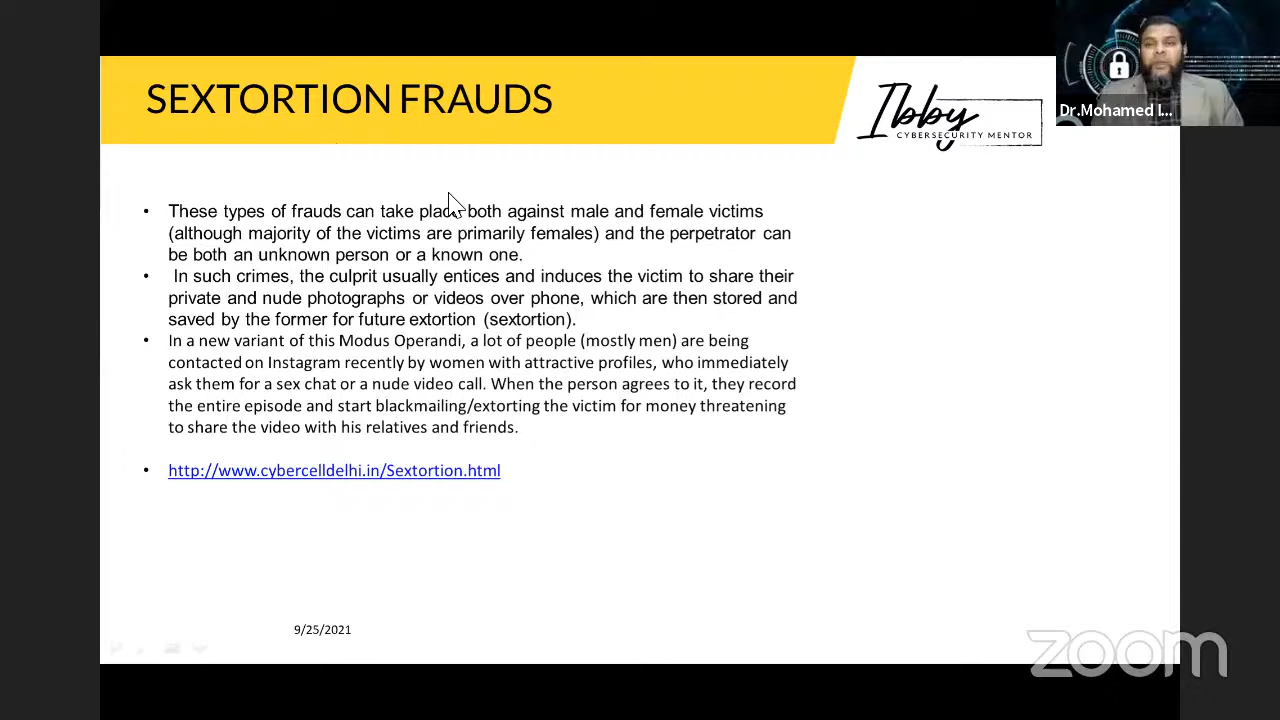 SEXTORTION FRAUDS
Ibby
CYBERSECURITY MENTOR
Dr.Mohamed I...
• These types of frauds can take place both against male and female victims
(although majority of the victims are primarily females) and the perpetrator can
be both an unknown person or a known one.
• In such crimes, the culprit usually entices and induces the victim to share their
private and nude photographs or videos over phone, which are then stored and
saved by the former for future extortion (sextortion).
• In a new variant of this Modus Operandi, a lot of people (mostly men) are being
contacted on Instagram recently by women with attractive profiles, who immediately
ask them for a sex chat or a nude video call. When the person agrees to it, they record
the entire episode and start blackmailing/extorting the victim for money threatening
to share the video with his relatives and friends.
• http://www.cybercelldelhi.in/Sextortion.html
9/25/2021
zoom